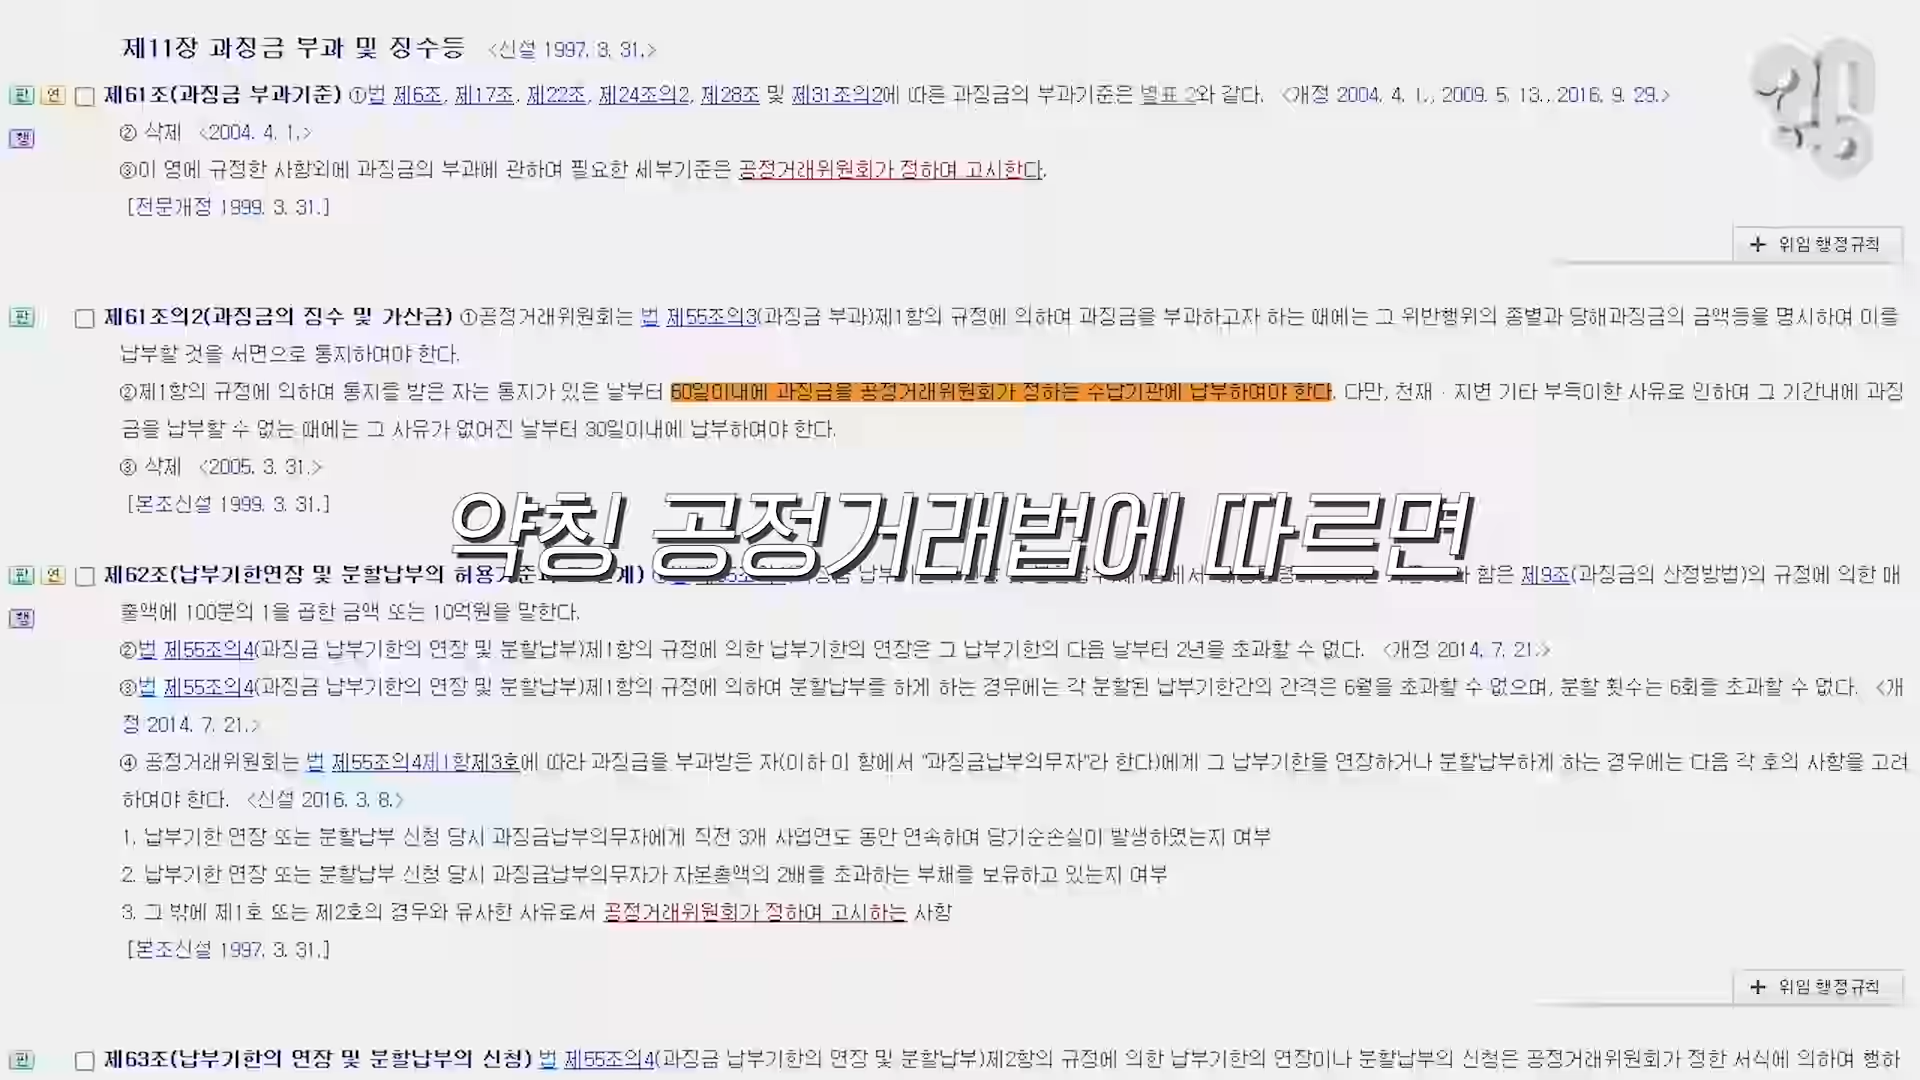 제11장 과징금 부과 및 징수등 <신설 1997. 3. 31.>
판 연 제61조(과징금 부과기준) ①법 제6조, 제17조, 제22조, 제24조의2, 제28조 및 제31조의2에 따른 과징금의 부과기준은 별표 2와 같다. <개정 2004. 4. 1., 2009. 5. 13., 2016. 9. 29.>
행 ② 삭제 <2004. 4. 1.>
③이 영에 규정한 사항외에 과징금의 부과에 관하여 필요한 세부기준은 공정거래위원회가 정하여 고시한다.
[전문개정 1999. 3. 31.]
+ 위임 행정규칙
판 제61조의2(과징금의 징수 및 가산금) ①공정거래위원회는 법 제55조의3(과징금 부과)제1항의 규정에 의하여 과징금을 부과하고자 하는 때에는 그 위반행위의 종별과 당해과징금의 금액등을 명시하여 이를
납부할 것을 서면으로 통지하여야 한다.
②제1항의 규정에 의하여 통지를 받은 자는 통지가 있은 날부터 60일이내에 과징금을 공정거래위원회가 정하는 수납기관에 납부하여야 한다. 다만, 천재ㆍ지변 기타 부득이한 사유로 인하여 그 기간내에 과징
금을 납부할 수 없는 때에는 그 사유가 없어진 날부터 30일이내에 납부하여야 한다.
③ 삭제 <2005. 3. 31.>
[본조신설 1999. 3. 31.]
약칭 공정거래법에 따르면
판 연 제62조(납부기한연장 및 분할납부의 허용기준 함은 제9조(과징금의 산정방법)의 규정에 의한 매
행 출액에 100분의 1을 곱한 금액 또는 10억원을 말한다.
②법 제55조의4(과징금 납부기한의 연장 및 분할납부)제1항의 규정에 의한 납부기한의 연장은 그 납부기한의 다음 날부터 2년을 초과할 수 없다. <개정 2014. 7. 21.>
③법 제55조의4(과징금 납부기한의 연장 및 분할납부)제1항의 규정에 의하여 분할납부를 하게 하는 경우에는 각 분할된 납부기한간의 간격은 6월을 초과할 수 없으며, 분할 횟수는 6회를 초과할 수 없다. <개
정 2014. 7. 21.>
④ 공정거래위원회는 법 제55조의4제1항제3호에 따라 과징금을 부과받은 자(이하 이 항에서 "과징금납부의무자"라 한다)에게 그 납부기한을 연장하거나 분할납부하게 하는 경우에는 다음 각 호의 사항을 고려
하여야 한다. <신설 2016. 3. 8.>
1. 납부기한 연장 또는 분할납부 신청 당시 과징금납부의무자에게 직전 3개 사업연도 동안 연속하여 당기순손실이 발생하였는지 여부
2. 납부기한 연장 또는 분할납부 신청 당시 과징금납부의무자가 자본총액의 2배를 초과하는 부채를 보유하고 있는지 여부
3. 그 밖에 제1호 또는 제2호의 경우와 유사한 사유로서 공정거래위원회가 정하여 고시하는 사항
[본조신설 1997. 3. 31.]
+ 위임 행정규칙
판 제63조(납부기한의 연장 및 분할납부의 신청) 법 제55조의4(과징금 납부기한의 연장 및 분할납부)제2항의 규정에 의한 납부기한의 연장이나 분할납부의 신청은 공정거래위원회가 정한 서식에 의하여 행하